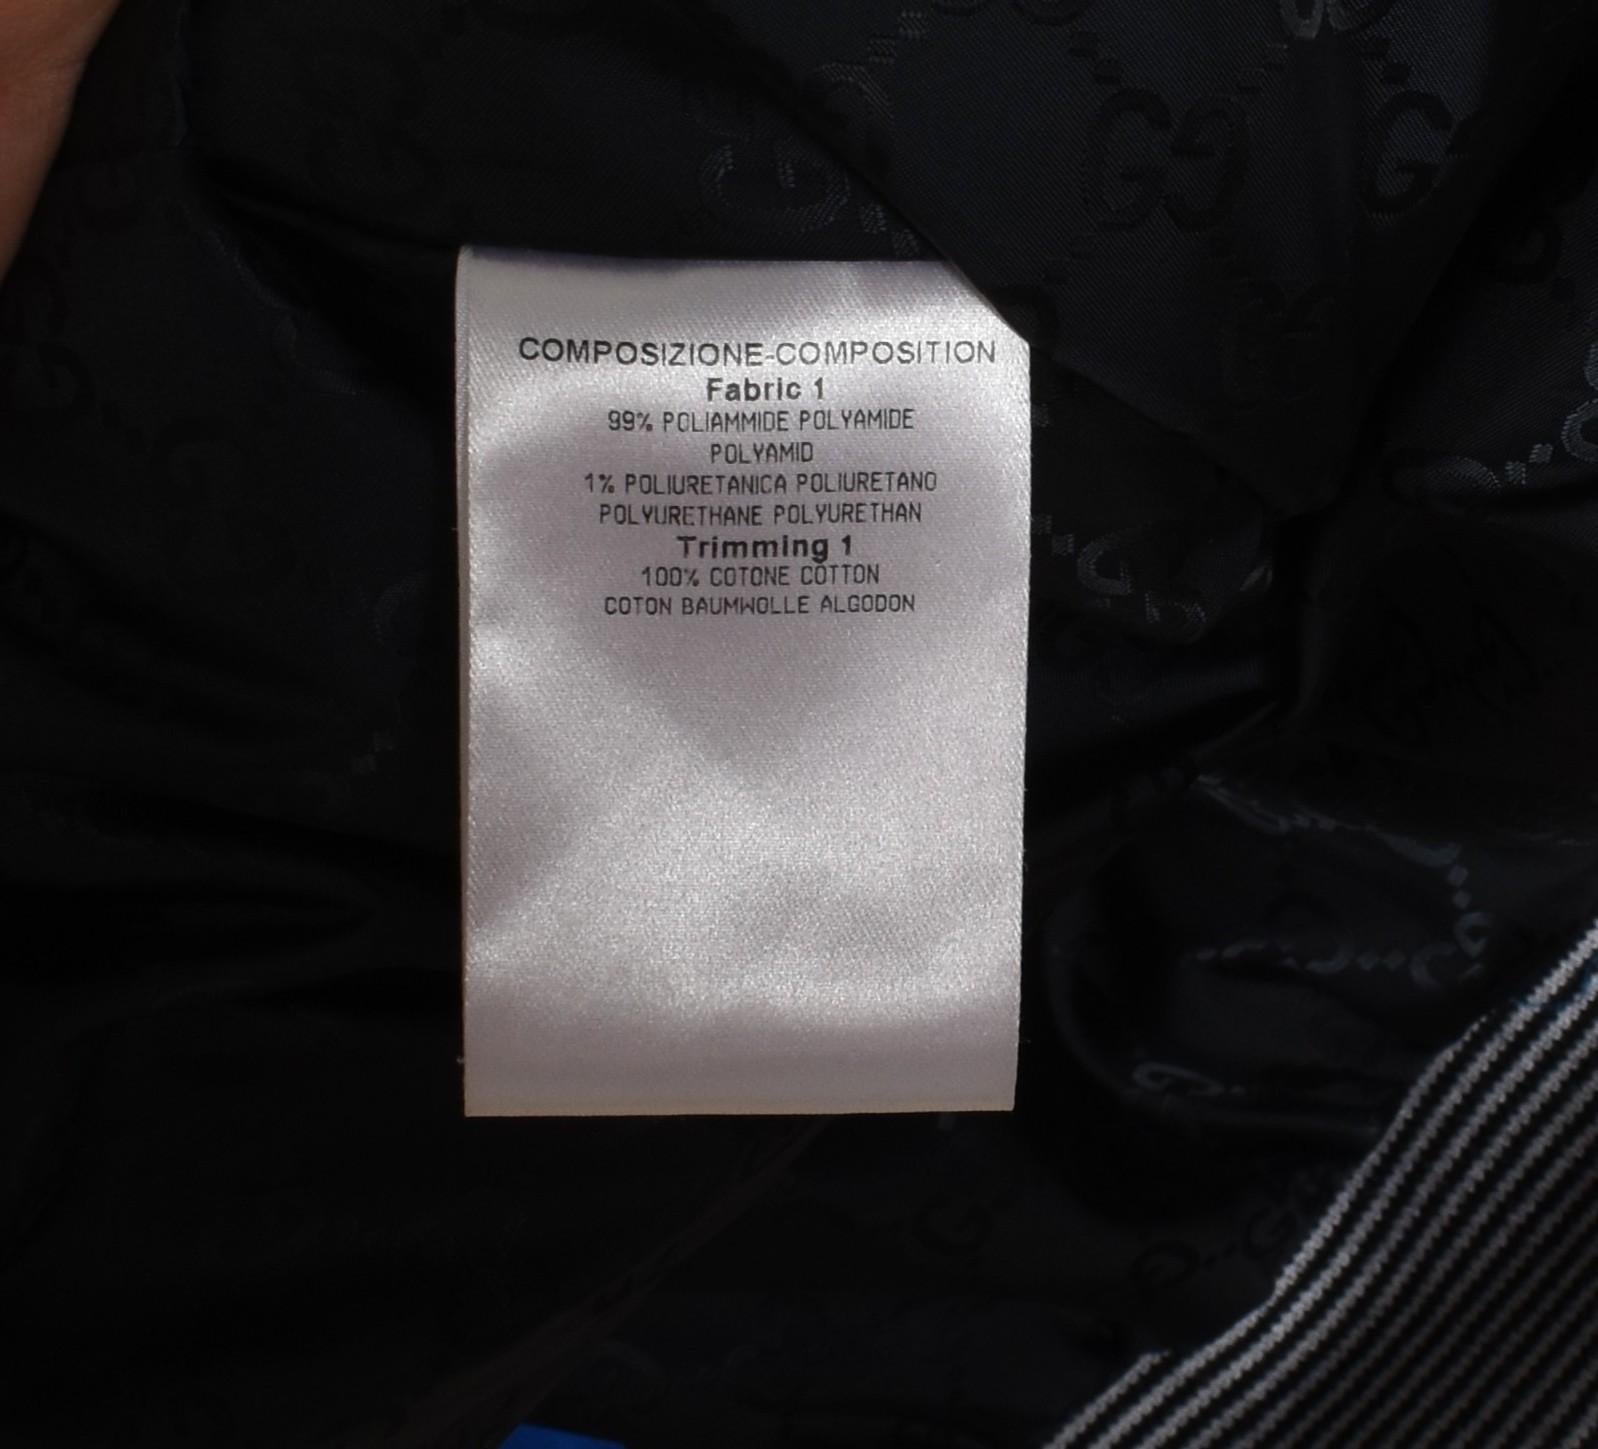 COMPOSIZIONE-COMPOSITION
Fabric 1
99% POLIAMMIDE POLYAMIDE
POLYAMID
1% POLIURETANICA POLIURETANO
POLYURETHANE POLYURETHAN
Trimming 1
100% COTONE COTTON
COTON BAUMWOLLE ALGODON